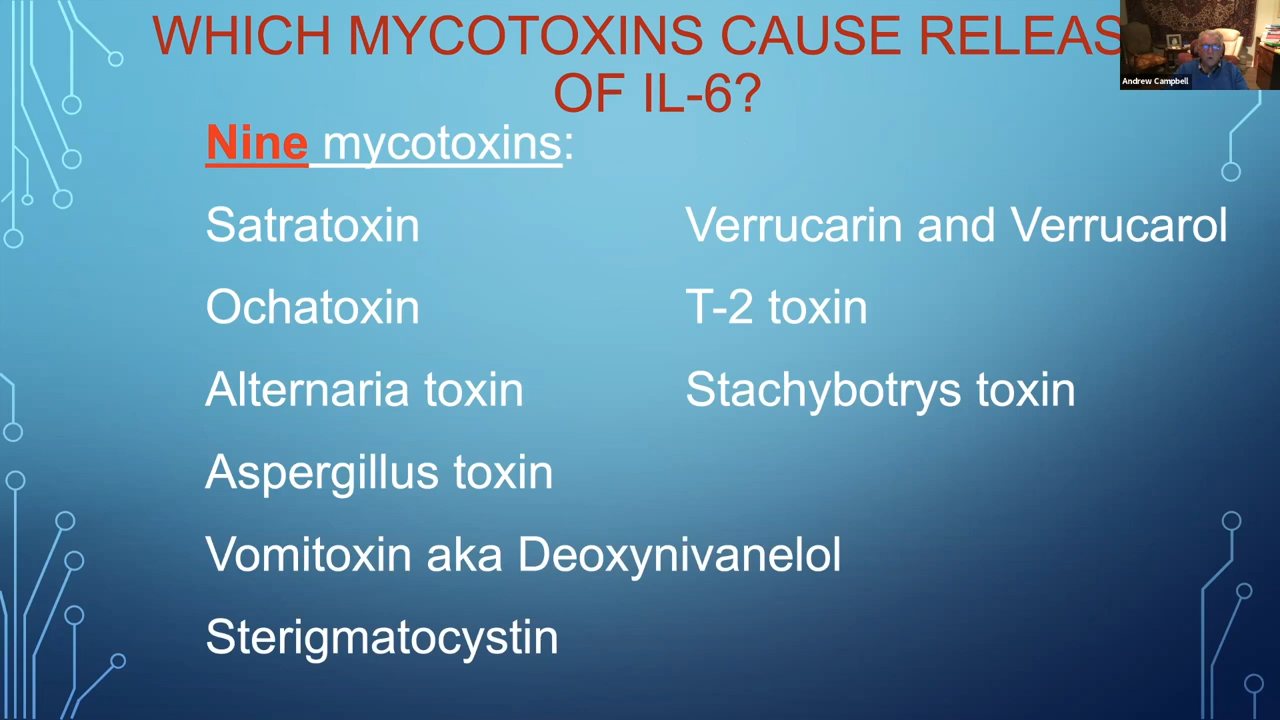 WHICH MYCOTOXINS CAUSE RELEAS
OF IL-6?
Andrew Campbell
Nine mycotoxins:
Satratoxin
Ochatoxin
Alternaria toxin
Aspergillus toxin
Vomitoxin aka Deoxynivanelol
Sterigmatocystin
Verrucarin and Verrucarol
T-2 toxin
Stachybotrys toxin